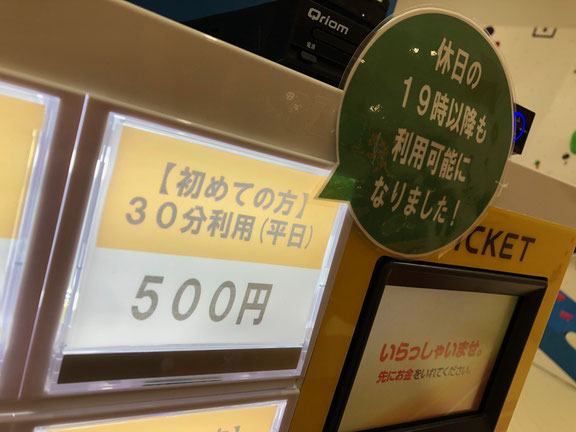 Qriom
休日の
19時以降も
利用可能に
なりました!
【初めての方】
30分利用(平日)
500円
TICKET
いらっしゃいませ。
先にお金をいれてください。